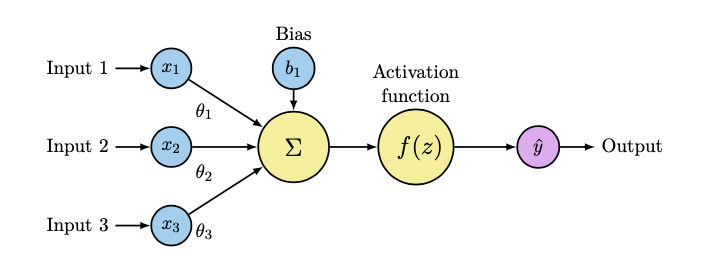 Bias
Input 1
x₁
b₁
Activation
function
θ₁
Input 2
x₂
Σ
f(z)
ŷ
Output
θ₂
Input 3
x₃
θ₃